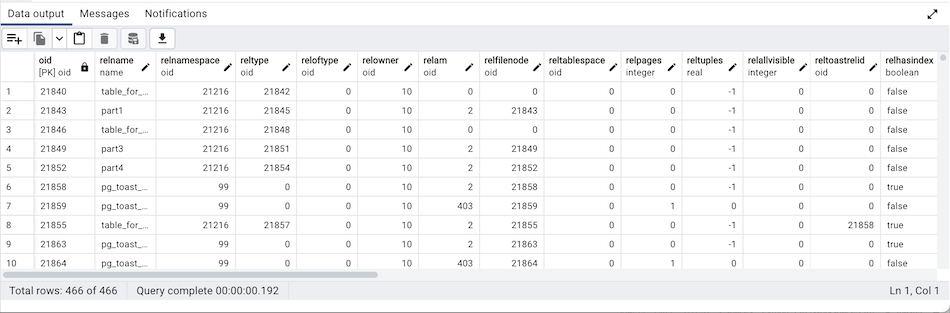 Data output Messages Notifications
oid relname relnamespace reltype reloftype relowner relam relfilenode reltablespace relpages reltuples relallvisible reltoastrelid relhasindex
[PK] oid name oid oid oid oid oid oid oid integer real integer oid boolean
1 21840 table_for_... 21216 21842 0 10 0 0 0 0 -1 0 0 false
2 21843 part1 21216 21845 0 10 2 21843 0 0 -1 0 0 false
3 21846 table_for_... 21216 21848 0 10 0 0 0 0 -1 0 0 false
4 21849 part3 21216 21851 0 10 2 21849 0 0 -1 0 0 false
5 21852 part4 21216 21854 0 10 2 21852 0 0 -1 0 0 false
6 21858 pg_toast_... 99 0 0 10 2 21858 0 0 -1 0 0 true
7 21859 pg_toast_... 99 0 0 10 403 21859 0 1 0 0 0 false
8 21855 table_for_... 21216 21857 0 10 2 21855 0 0 -1 0 21858 true
9 21863 pg_toast_... 99 0 0 10 2 21863 0 0 -1 0 0 true
10 21864 pg_toast_... 99 0 0 10 403 21864 0 1 0 0 0 false
Total rows: 466 of 466 Query complete 00:00:00.192 Ln 1, Col 1